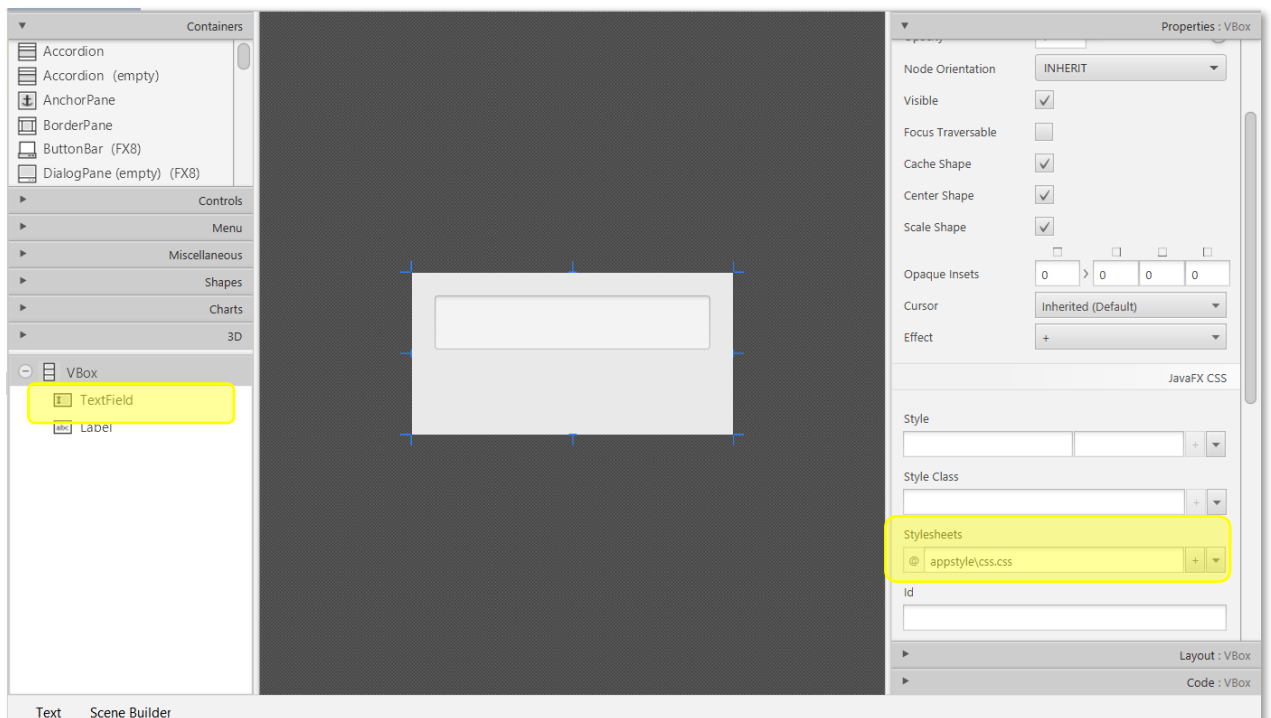 Containers
Accordion
Accordion (empty)
AnchorPane
BorderPane
ButtonBar (FX8)
DialogPane (empty) (FX8)
Controls
Menu
Miscellaneous
Shapes
Charts
3D
VBox
TextField
Label
Text Scene Builder
Properties : VBox
Node Orientation INHERIT
Visible
Focus Traversable
Cache Shape
Center Shape
Scale Shape
Opaque Insets 0 0 0 0
Cursor Inherited (Default)
Effect +
JavaFX CSS
Style
+
Style Class
+
Stylesheets
@ appstyle\css.css +
Id
Layout : VBox
Code : VBox